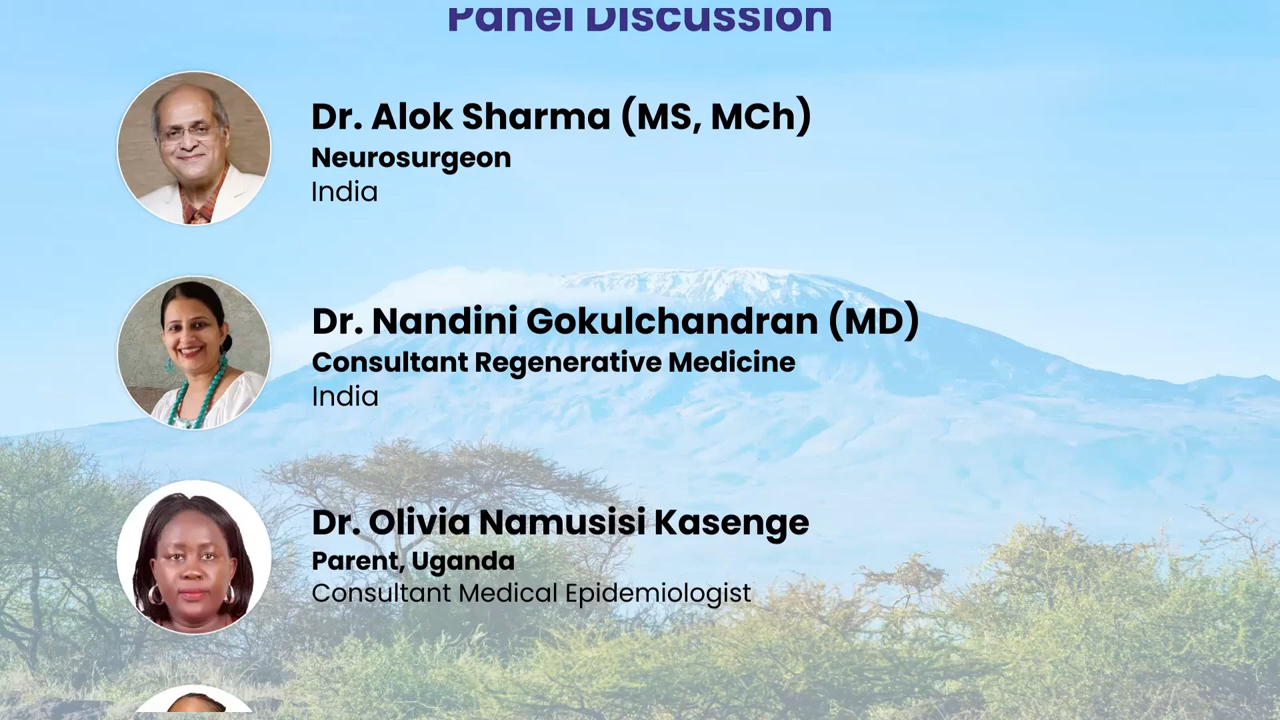 Panel Discussion
Dr. Alok Sharma (MS, MCh)
Neurosurgeon
India
Dr. Nandini Gokulchandran (MD)
Consultant Regenerative Medicine
India
Dr. Olivia Namusisi Kasenge
Parent, Uganda
Consultant Medical Epidemiologist